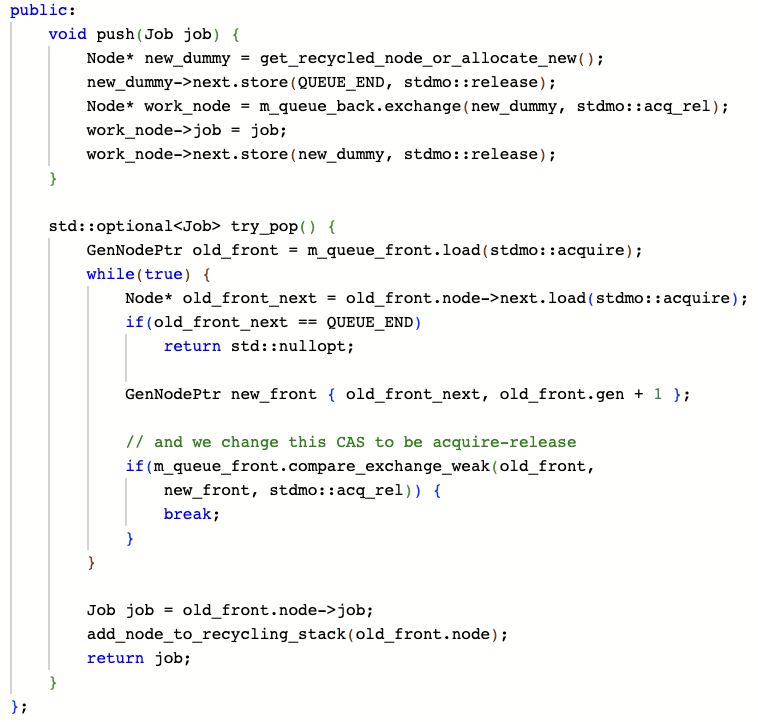 public:
    void push(Job job) {
        Node* new_dummy = get_recycled_node_or_allocate_new();
        new_dummy->next.store(QUEUE_END, stdmo::release);
        Node* work_node = m_queue_back.exchange(new_dummy, stdmo::acq_rel);
        work_node->job = job;
        work_node->next.store(new_dummy, stdmo::release);
    }

    std::optional<Job> try_pop() {
        GenNodePtr old_front = m_queue_front.load(stdmo::acquire);
        while(true) {
            Node* old_front_next = old_front.node->next.load(stdmo::acquire);
            if(old_front_next == QUEUE_END)
                return std::nullopt;

            GenNodePtr new_front { old_front_next, old_front.gen + 1 };

            // and we change this CAS to be acquire-release
            if(m_queue_front.compare_exchange_weak(old_front,
                new_front, stdmo::acq_rel)) {
                break;
            }
        }

        Job job = old_front.node->job;
        add_node_to_recycling_stack(old_front.node);
        return job;
    }
};